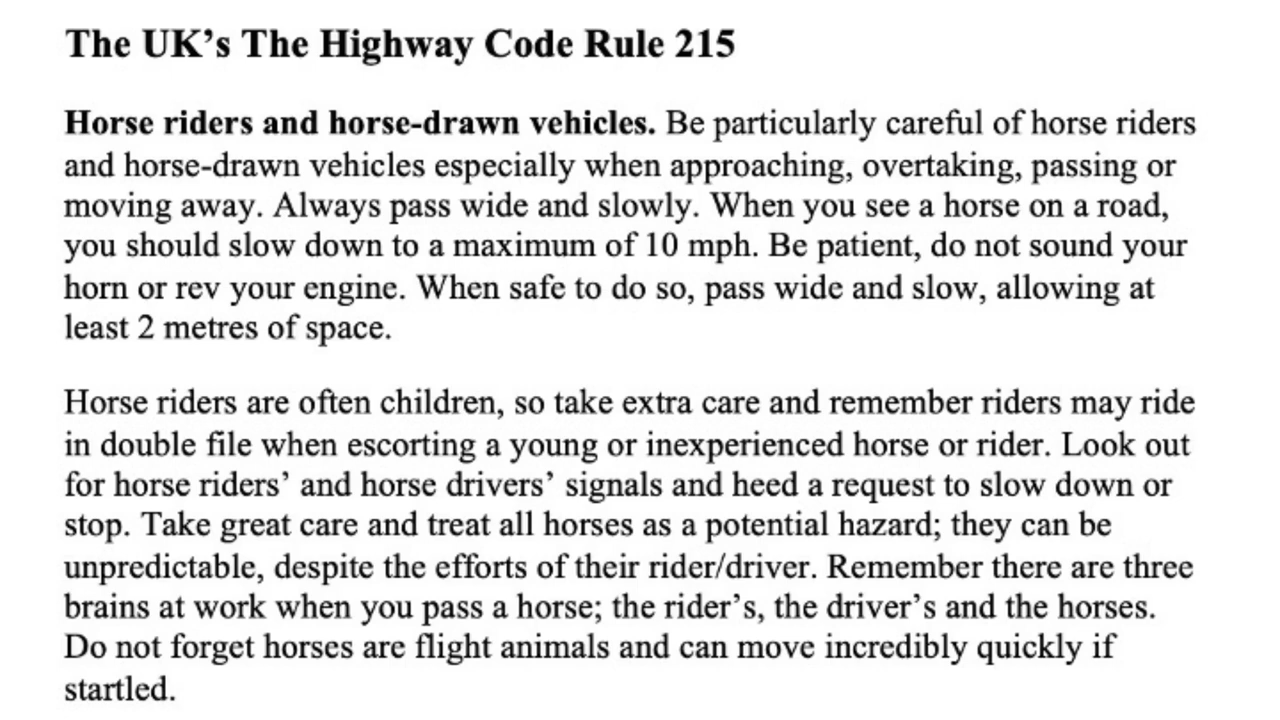 The UK’s The Highway Code Rule 215
Horse riders and horse-drawn vehicles. Be particularly careful of horse riders
and horse-drawn vehicles especially when approaching, overtaking, passing or
moving away. Always pass wide and slowly. When you see a horse on a road,
you should slow down to a maximum of 10 mph. Be patient, do not sound your
horn or rev your engine. When safe to do so, pass wide and slow, allowing at
least 2 metres of space.
Horse riders are often children, so take extra care and remember riders may ride
in double file when escorting a young or inexperienced horse or rider. Look out
for horse riders’ and horse drivers’ signals and heed a request to slow down or
stop. Take great care and treat all horses as a potential hazard; they can be
unpredictable, despite the efforts of their rider/driver. Remember there are three
brains at work when you pass a horse; the rider’s, the driver’s and the horses.
Do not forget horses are flight animals and can move incredibly quickly if
startled.